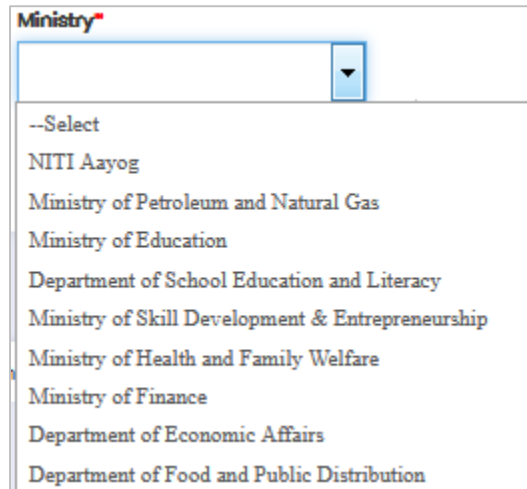 Ministry*
--Select
NITI Aayog
Ministry of Petroleum and Natural Gas
Ministry of Education
Department of School Education and Literacy
Ministry of Skill Development & Entrepreneurship
Ministry of Health and Family Welfare
Ministry of Finance
Department of Economic Affairs
Department of Food and Public Distribution